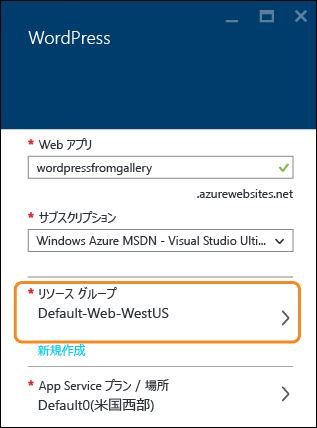 WordPress
* Web アプリ
wordpressfromgallery
.azurewebsites.net
* サブスクリプション
Windows Azure MSDN - Visual Studio Ulti...
* リソース グループ
Default-Web-WestUS
新規作成
* App Service プラン / 場所
Default0(米国西部)